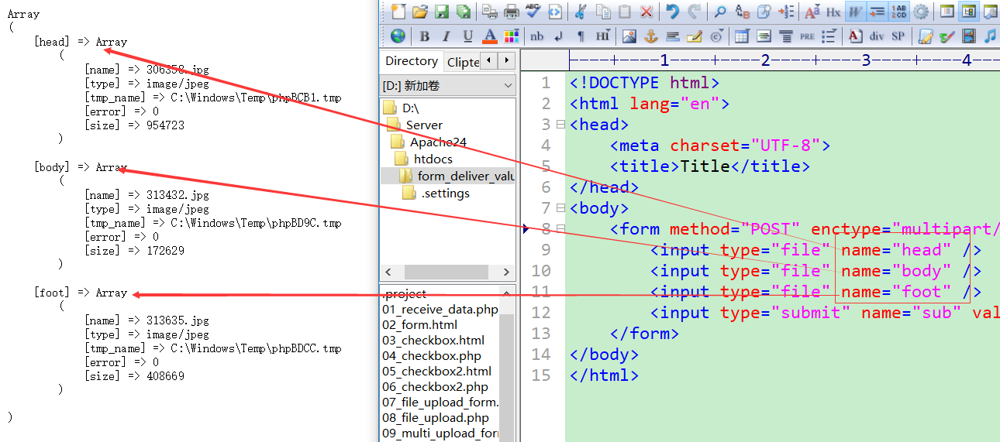 Array
(
[head] => Array
(
[name] => 306358.jpg
[type] => image/jpeg
[tmp_name] => C:\Windows\Temp\phpBCB1.tmp
[error] => 0
[size] => 954723
)
[body] => Array
(
[name] => 313432.jpg
[type] => image/jpeg
[tmp_name] => C:\Windows\Temp\phpBD9C.tmp
[error] => 0
[size] => 172629
)
[foot] => Array
(
[name] => 313635.jpg
[type] => image/jpeg
[tmp_name] => C:\Windows\Temp\phpBDCC.tmp
[error] => 0
[size] => 408669
)
)
Hx W
B I U A nb ¶ HI PRE A div SP
Directory Clipte
[D:] 新加卷
D:\
Server
Apache24
htdocs
form_deliver_valu
.settings
.project
01_receive_data.php
02_form.html
03_checkbox.html
04_checkbox.php
05_checkbox2.html
06_checkbox2.php
07_file_upload_form.
08_file_upload.php
09_multi_upload_for
1 2 3 4
1 <!DOCTYPE html>
2 <html lang="en">
3 <head>
4 <meta charset="UTF-8">
5 <title>Title</title>
6 </head>
7 <body>
8 <form method="POST" enctype="multipart/
9 <input type="file" name="head" />
10 <input type="file" name="body" />
11 <input type="file" name="foot" />
12 <input type="submit" name="sub" val
13 </form>
14 </body>
15 </html>